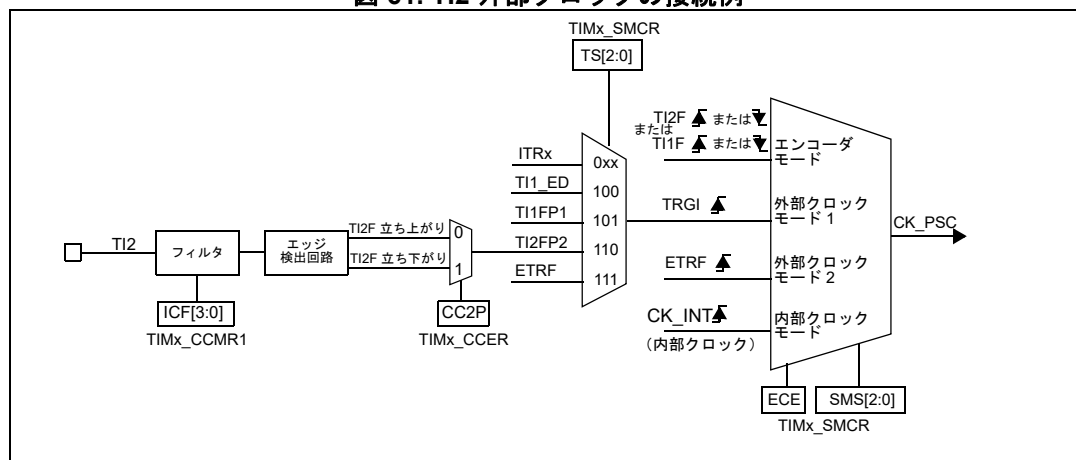 図 81. TI2 外部クロックの接続例
TIMx_SMCR
TS[2:0]
TI2F または
または
TI1F または
エンコーダ
モード
ITRx
0xx
TI1_ED
100
TI1FP1
101
TRGI
外部クロック
モード 1
CK_PSC
TI2
フィルタ
エッジ
検出回路
TI2F 立ち上がり
0
TI2F 立ち下がり
1
TI2FP2
110
ETRF
111
ETRF
外部クロック
モード 2
ICF[3:0]
TIMx_CCMR1
CC2P
TIMx_CCER
CK_INT
(内部クロック)
内部クロック
モード
ECE
SMS[2:0]
TIMx_SMCR